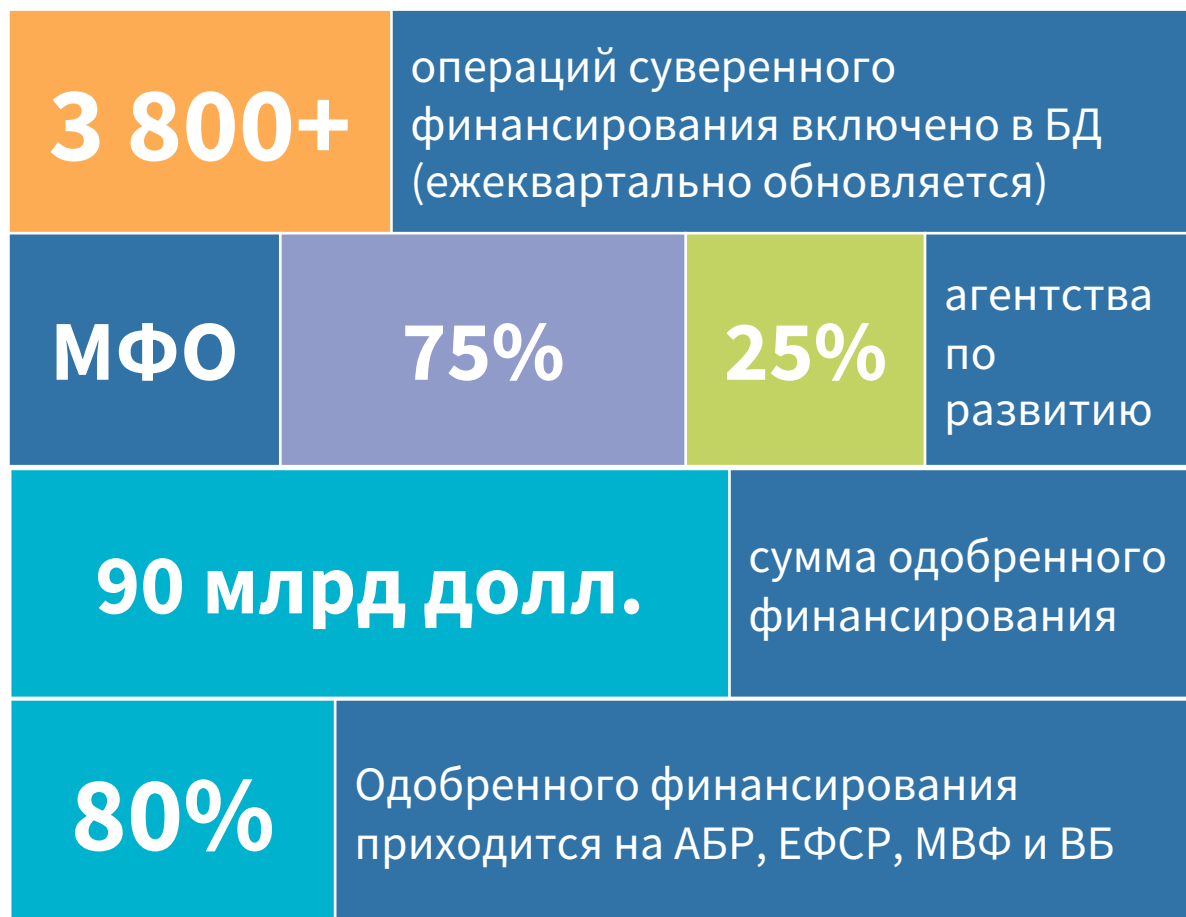 3 800+
операций суверенного
финансирования включено в БД
(ежеквартально обновляется)
МФО
75%
25%
агентства
по
развитию
90 млрд долл.
сумма одобренного
финансирования
80%
Одобренного финансирования
приходится на АБР, ЕФСР, МВФ и ВБ